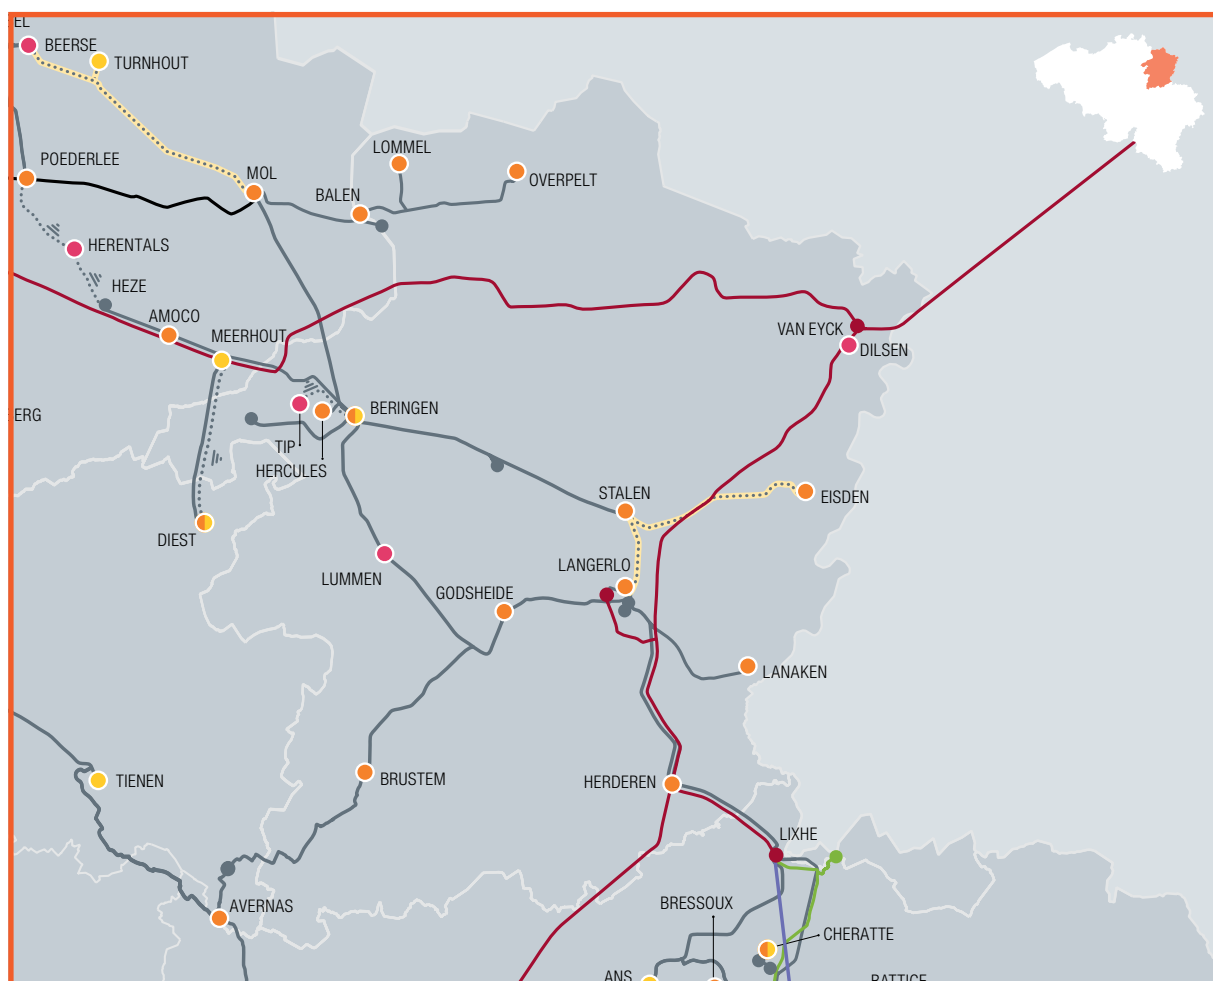 EL
BEERSE
TURNHOUT
POEDERLEE
MOL
LOMMEL
OVERPELT
BALEN
HERENTALS
HEZE
AMOCO
MEERHOUT
VAN EYCK
DILSEN
ERG
BERINGEN
TIP
HERCULES
STALEN
EISDEN
DIEST
LANGERLO
LUMMEN
GODSHEIDE
LANAKEN
TIENEN
BRUSTEM
HERDEREN
LIXHE
AVERNAS
BRESSOUX
CHERATTE
ANS
BATTICE